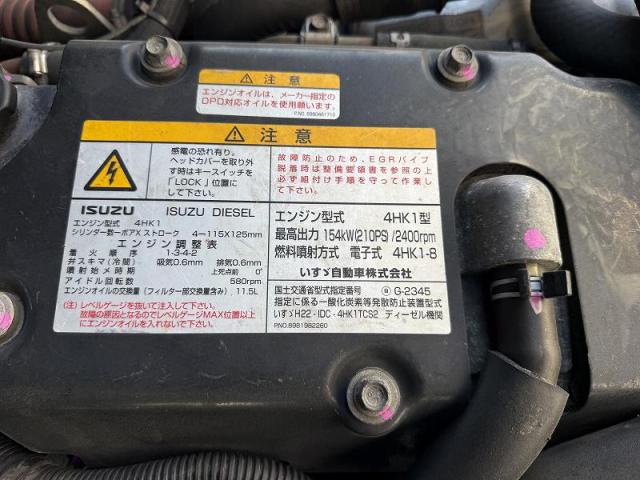 注意
エンジンオイルは、メーカー指定の
DPD対応オイルを使用願います。
注意
感電の恐れ有り。
ヘッドカバーを取り外
す時はキースイッチを
「LOCK」位置に
して下さい。
故障防止のため、EGRパイプ
脱着時は整備要領書を参照の上
必ず組付け手順を守って作業し
て下さい。
ISUZU ISUZU DIESEL
エンジン型式 4HK1
シリンダー数ーボアXストローク 4ー115X125mm
エンジン調整表
着火順序 1-3-4-2
弁スキマ(冷間) 吸気0.6mm 排気0.6mm
噴射始メ時期 上死点前 0°
アイドル回転数 580rpm
エンジンオイルの交換量(フィルター部交換量含み) 11.5L
(注)レベルゲージを抜いて注入して下さい。
故障の原因となるのでレベルゲージMAX位置以上に
エンジンオイルを入れないで下さい。
エンジン型式 4HK1型
最高出力 154kW(210PS)/2400rpm
燃料噴射方式 電子式 4HK1-8
いすゞ自動車株式会社
国土交通省型式指定番号 G-2345
指定に係る一酸化炭素等発散防止装置型式
いすゞH22・IDC・4HK1TCS2 ディーゼル機関
P.NO.8981982260